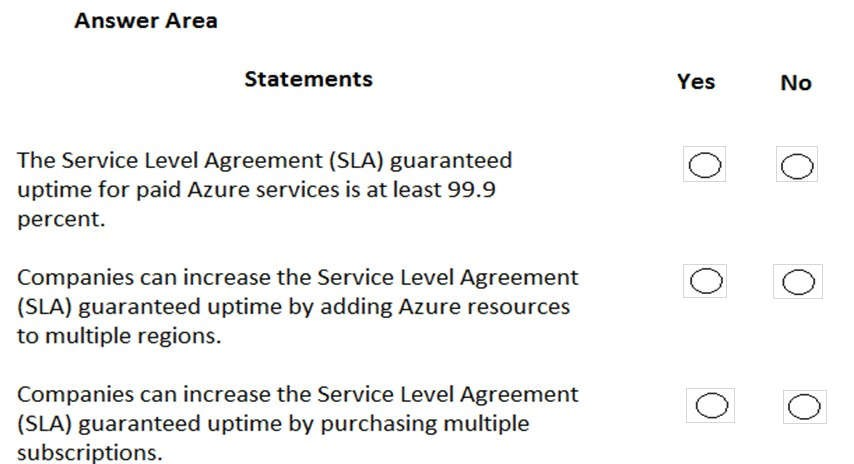 Answer Area
Statements Yes No
The Service Level Agreement (SLA) guaranteed
uptime for paid Azure services is at least 99.9
percent.
Companies can increase the Service Level Agreement
(SLA) guaranteed uptime by adding Azure resources
to multiple regions.
Companies can increase the Service Level Agreement
(SLA) guaranteed uptime by purchasing multiple
subscriptions.